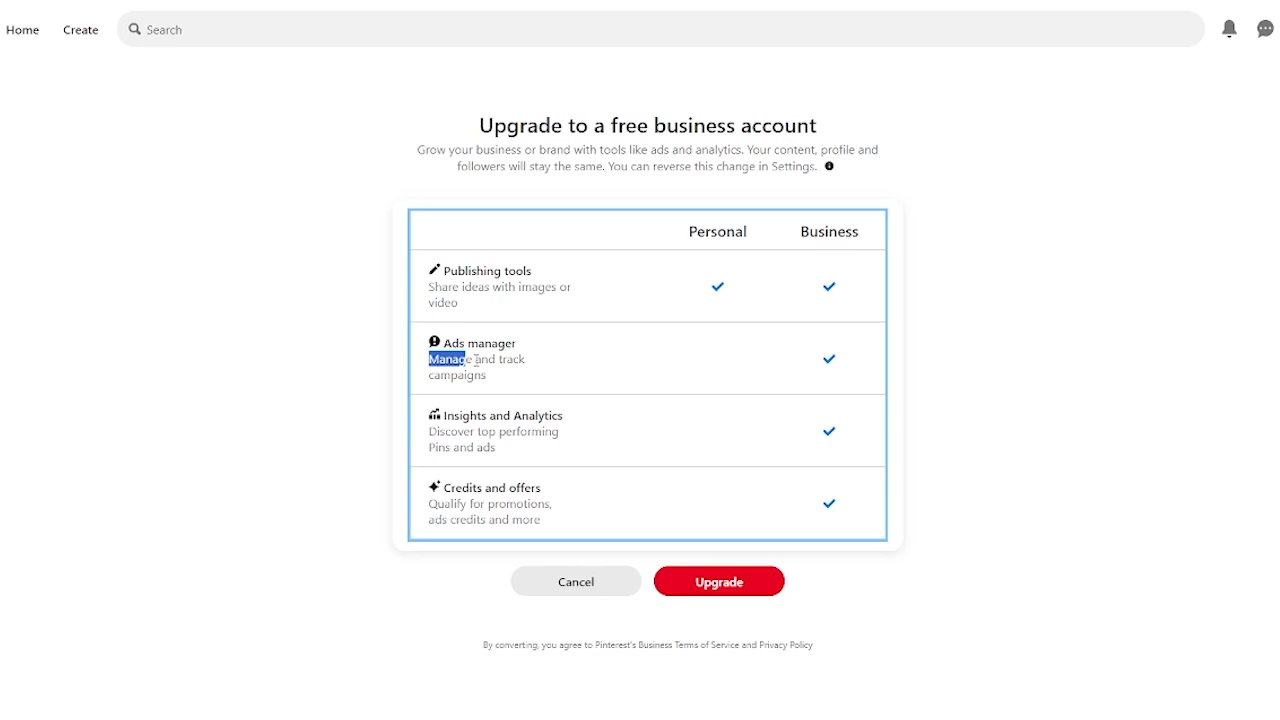 Home Create Search
Upgrade to a free business account
Grow your business or brand with tools like ads and analytics. Your content, profile and
followers will stay the same. You can reverse this change in Settings.
Personal Business
Publishing tools
Share ideas with images or
video
Ads manager
Manage and track
campaigns
Insights and Analytics
Discover top performing
Pins and ads
Credits and offers
Qualify for promotions,
ads credits and more
Cancel Upgrade
By converting, you agree to Pinterest's Business Terms of Service and Privacy Policy